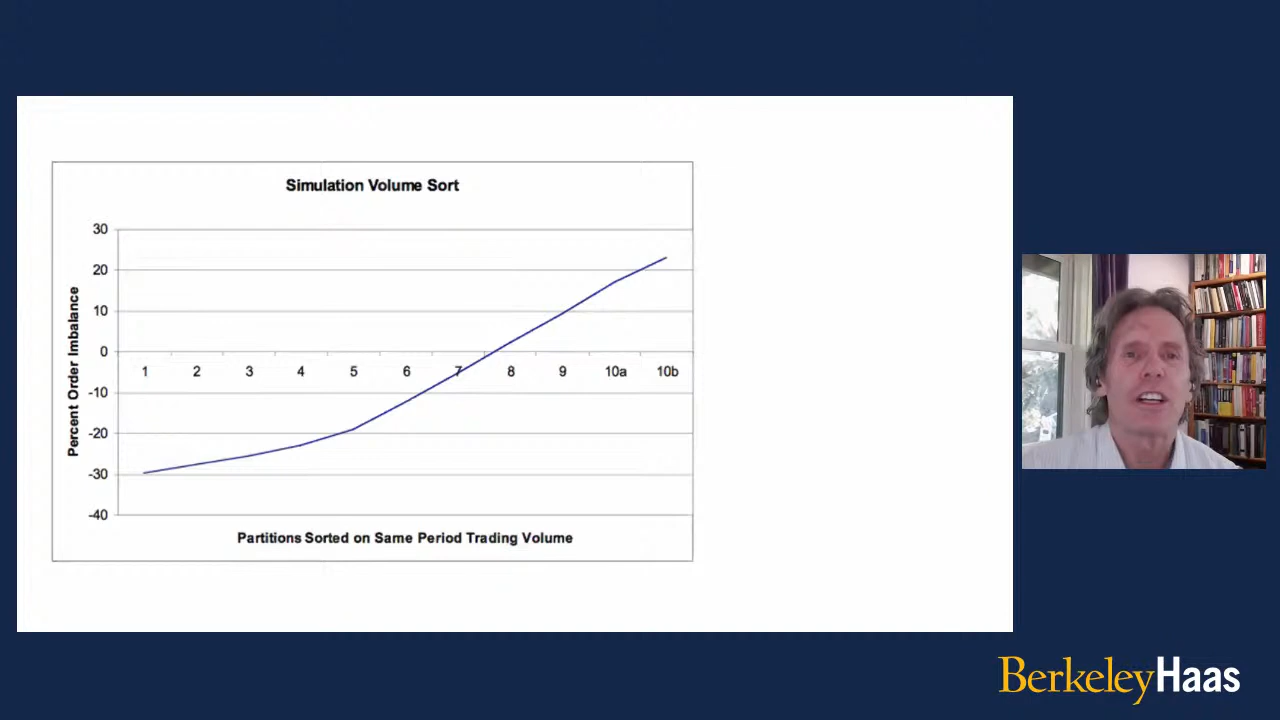 Simulation Volume Sort
30
20
10
0
-10
-20
-30
-40
Percent Order Imbalance
1 2 3 4 5 6 7 8 9 10a 10b
Partitions Sorted on Same Period Trading Volume
BerkeleyHaas